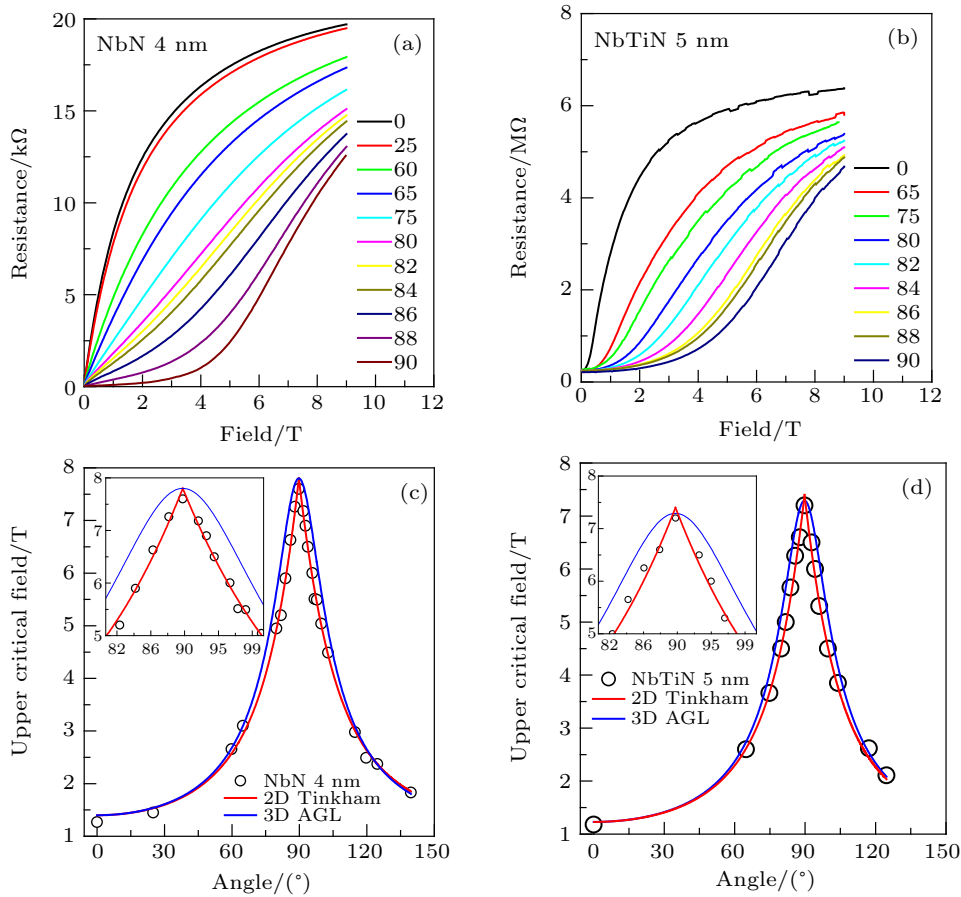 20
15
10
5
0
Resistance/kΩ
NbN 4 nm
(a)
0
25
60
65
75
80
82
84
86
88
90
0 2 4 6 8 10 12
Field/T
8
6
4
2
0
Resistance/MΩ
NbTiN 5 nm
(b)
0
65
75
80
82
84
86
88
90
0 2 4 6 8 10 12
Field/T
8
7
6
5
4
3
2
1
Upper critical field/T
(c)
8
7
6
5
82 86 90 95 99
NbN 4 nm
2D Tinkham
3D AGL
0 30 60 90 120 150
Angle/(°)
8
7
6
5
4
3
2
1
Upper critical field/T
(d)
8
7
6
5
82 86 90 95 99
NbTiN 5 nm
2D Tinkham
3D AGL
0 30 60 90 120 150
Angle/(°)